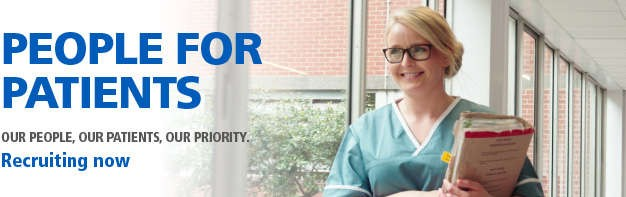 PEOPLE FOR
PATIENTS
OUR PEOPLE, OUR PATIENTS, OUR PRIORITY.
Recruiting now